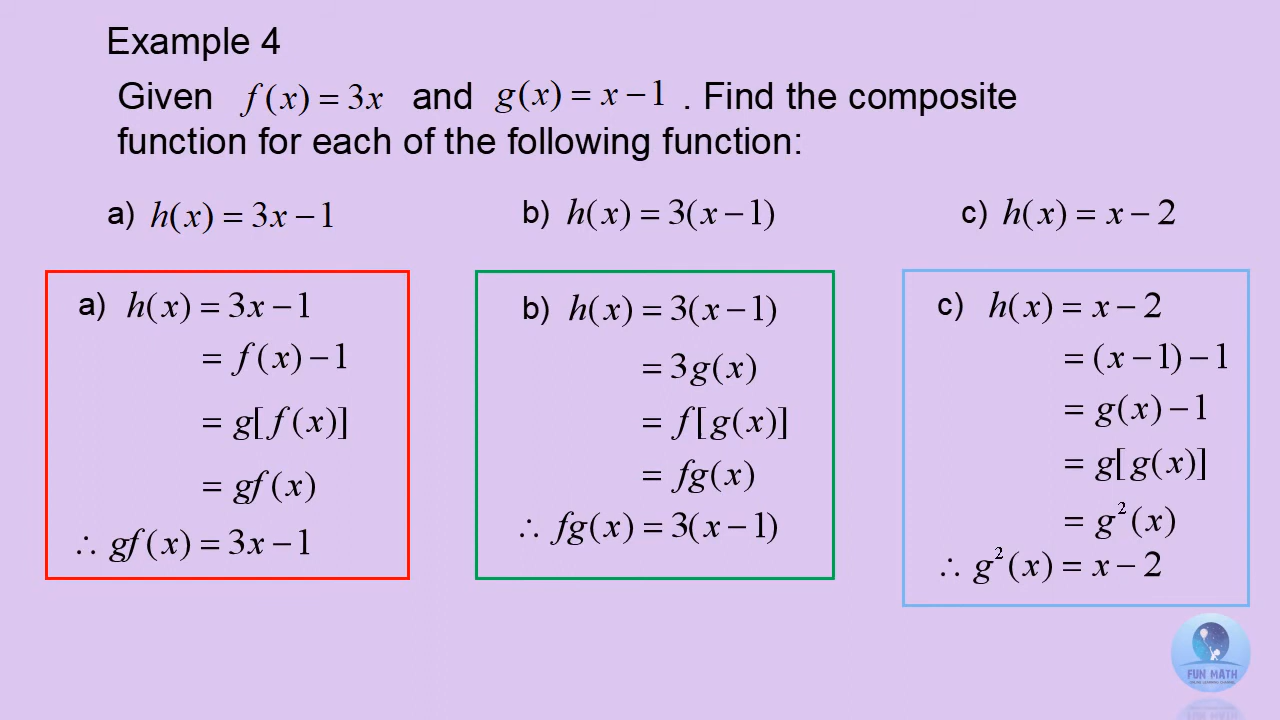 Example 4
Given f(x) = 3x and g(x) = x − 1 . Find the composite
function for each of the following function:
a) h(x) = 3x − 1
b) h(x) = 3(x − 1)
c) h(x) = x − 2
a) h(x) = 3x − 1
= f(x) − 1
= g[f(x)]
= gf(x)
∴ gf(x) = 3x − 1
b) h(x) = 3(x − 1)
= 3g(x)
= f[g(x)]
= fg(x)
∴ fg(x) = 3(x − 1)
c) h(x) = x − 2
= (x − 1) − 1
= g(x) − 1
= g[g(x)]
= g²(x)
∴ g²(x) = x − 2
FUN MATH